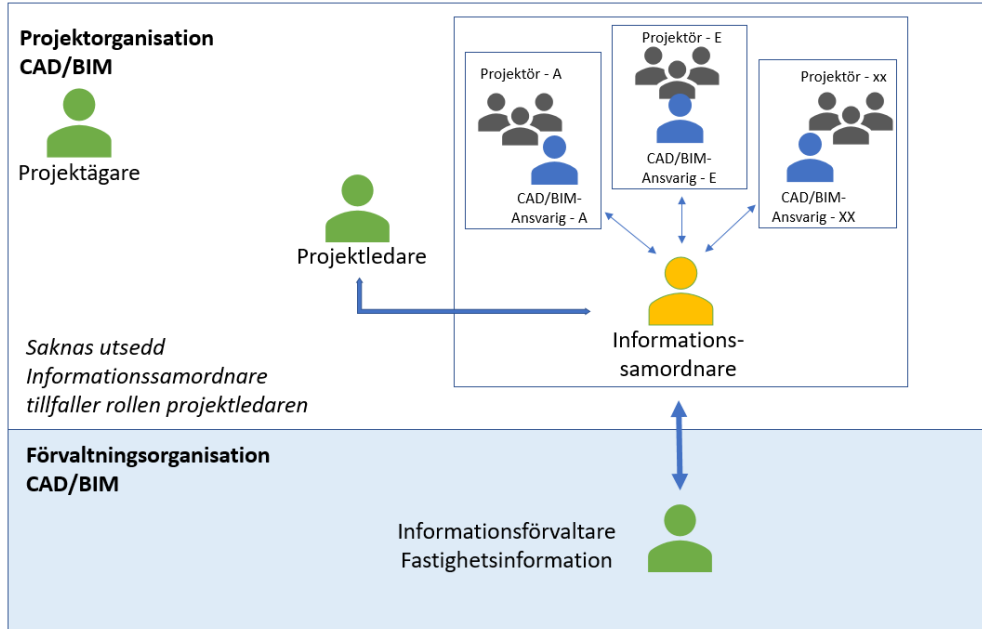 Projektorganisation
CAD/BIM
Projektägare
Projektledare
Projektör - A
CAD/BIM-
Ansvarig - A
Projektör - E
CAD/BIM-
Ansvarig - E
Projektör - xx
CAD/BIM-
Ansvarig - XX
Informations-
samordnare
Saknas utsedd
Informationssamordnare
tillfaller rollen projektledaren
Förvaltningsorganisation
CAD/BIM
Informationsförvaltare
Fastighetsinformation